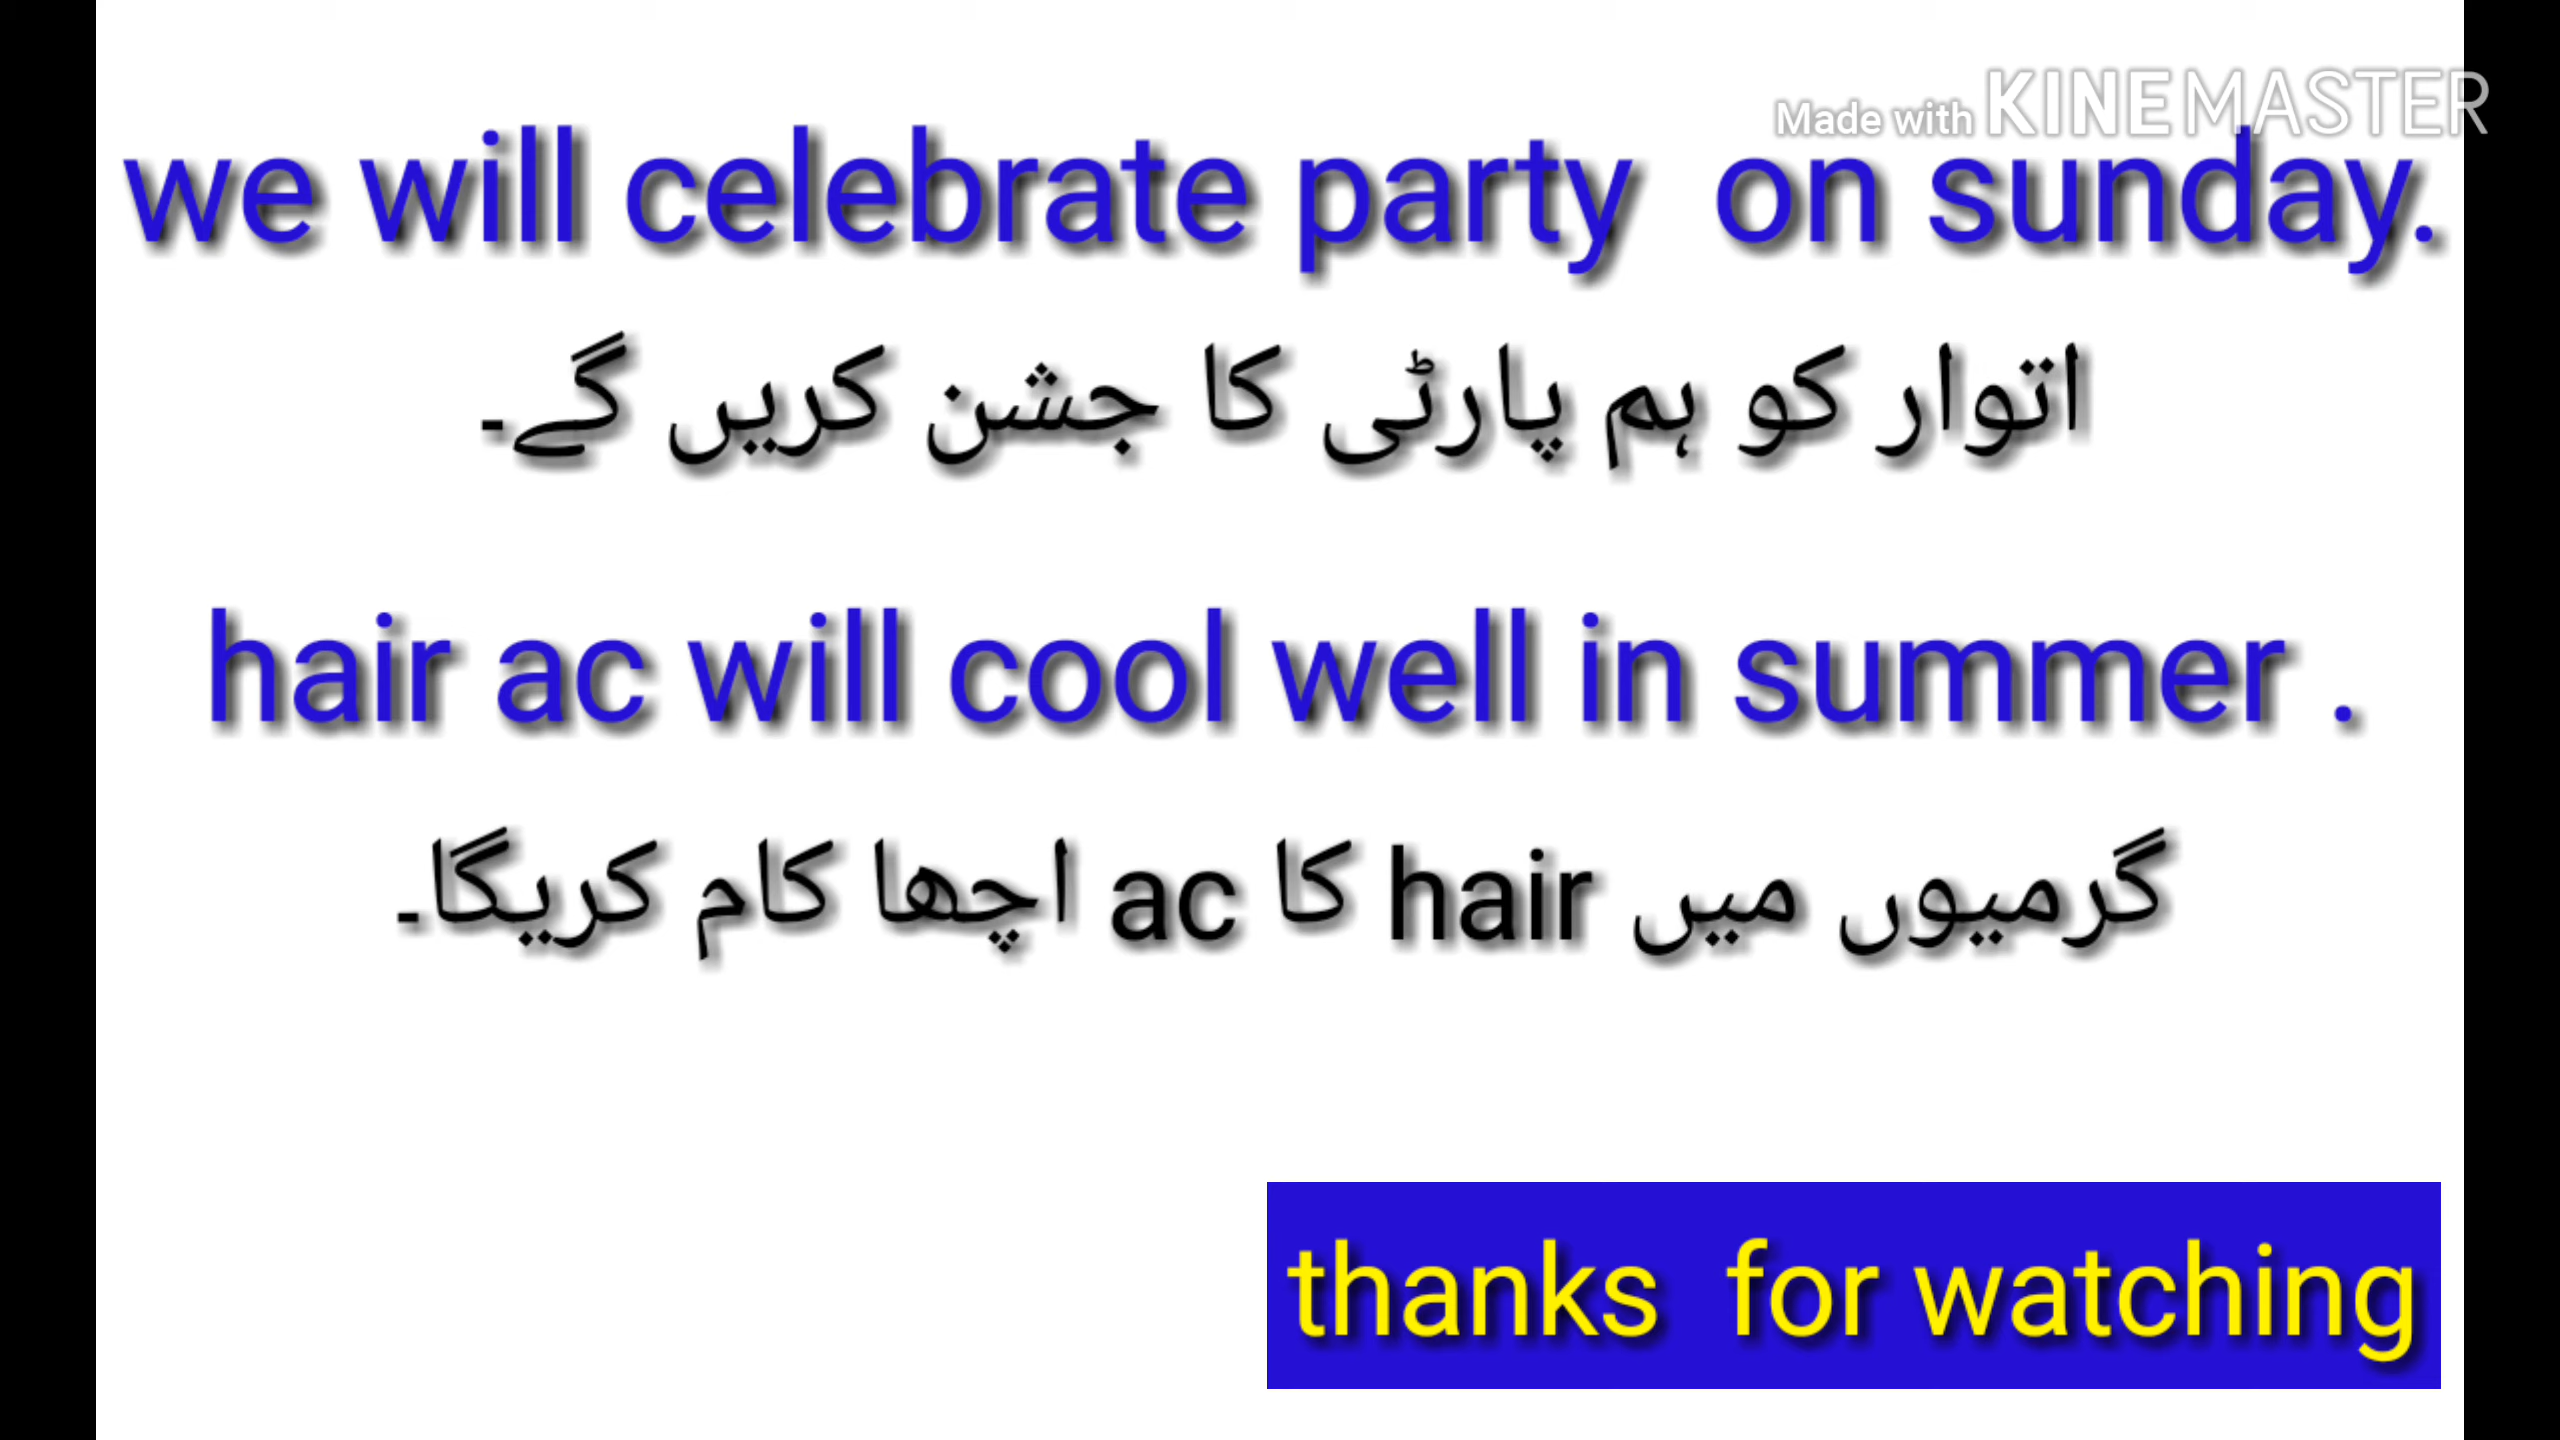 Made with KINEMASTER
we will celebrate party on sunday.
اتوار کو ہم پارٹی کا جشن کریں گے۔
hair ac will cool well in summer .
گرمیوں میں hair کا ac اچھا کام کریگا۔
thanks for watching